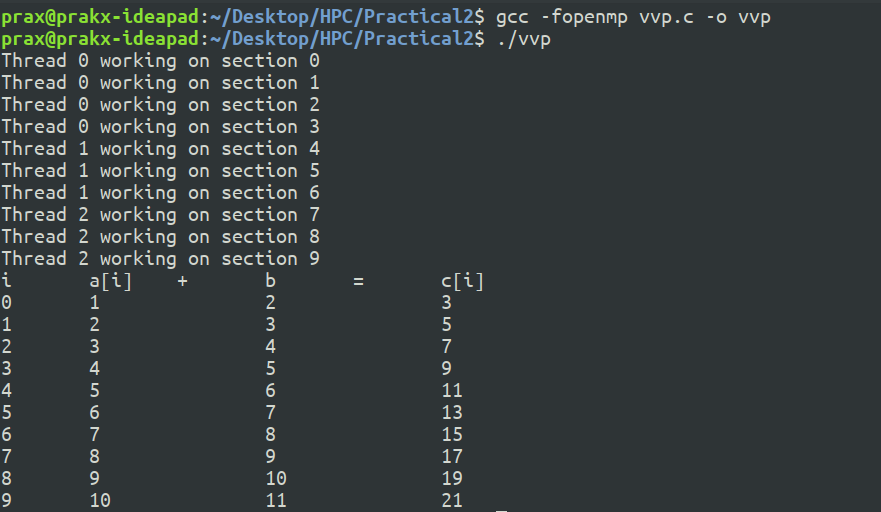 prax@prakx-ideapad:~/Desktop/HPC/Practical2$ gcc -fopenmp vvp.c -o vvp
prax@prakx-ideapad:~/Desktop/HPC/Practical2$ ./vvp
Thread 0 working on section 0
Thread 0 working on section 1
Thread 0 working on section 2
Thread 0 working on section 3
Thread 1 working on section 4
Thread 1 working on section 5
Thread 1 working on section 6
Thread 2 working on section 7
Thread 2 working on section 8
Thread 2 working on section 9
i       a[i]    +       b       =       c[i]
0       1               2               3
1       2               3               5
2       3               4               7
3       4               5               9
4       5               6               11
5       6               7               13
6       7               8               15
7       8               9               17
8       9               10              19
9       10              11              21